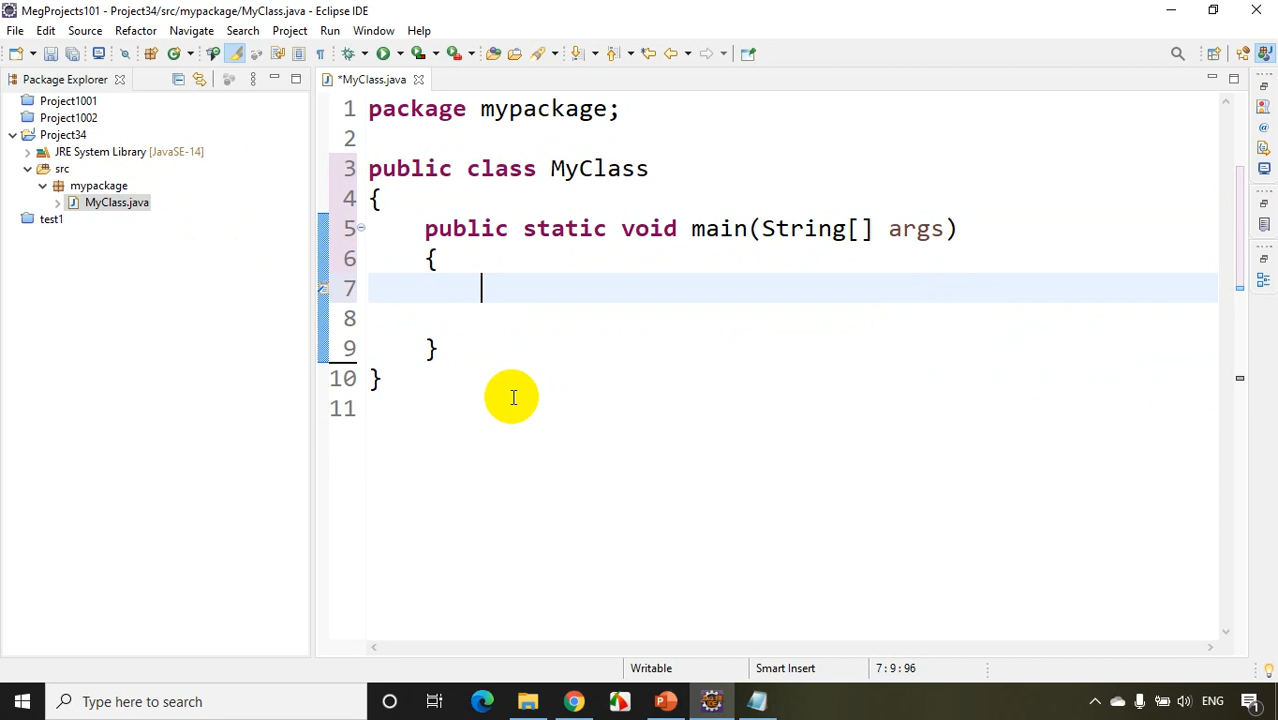 MegProjects101 - Project34/src/mypackage/MyClass.java - Eclipse IDE
File Edit Source Refactor Navigate Search Project Run Window Help
Package Explorer
*MyClass.java
Project1001
Project1002
Project34
JRE System Library [JavaSE-14]
src
mypackage
MyClass.java
test1
1 package mypackage;
2
3 public class MyClass
4 {
5 public static void main(String[] args)
6 {
7
8
9 }
10 }
11
Writable Smart Insert 7 : 9 : 96
Type here to search
ENG
1